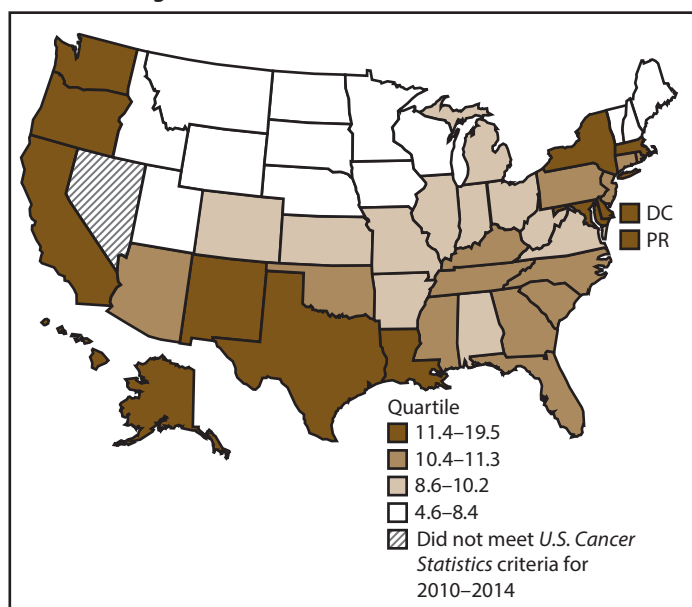 DC
PR
Quartile
11.4–19.5
10.4–11.3
8.6–10.2
4.6–8.4
Did not meet U.S. Cancer
Statistics criteria for
2010–2014